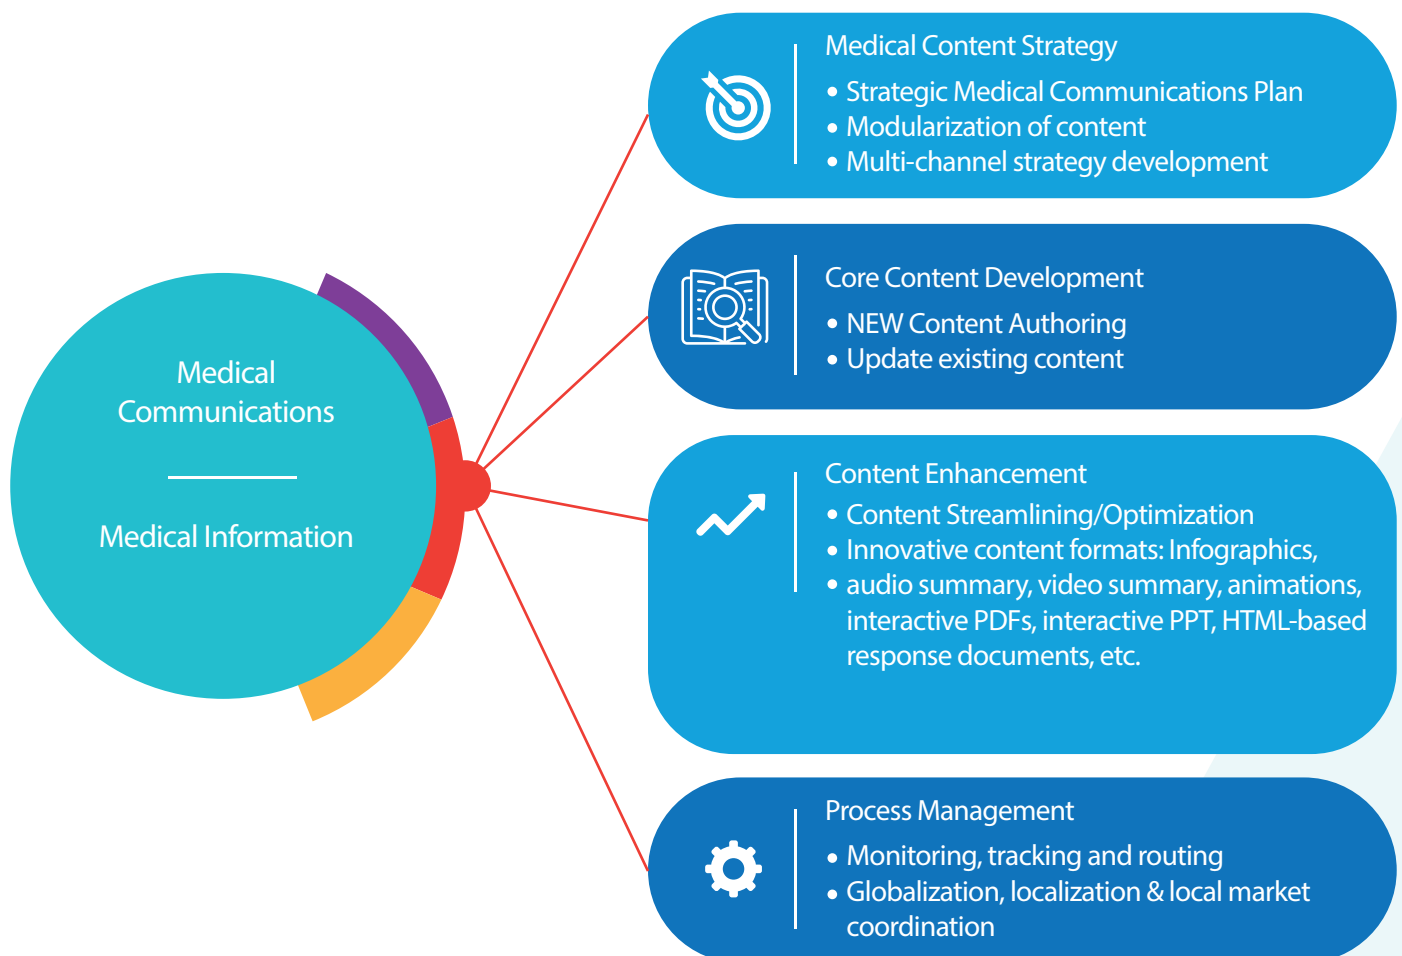 Medical
Communications
Medical Information
Medical Content Strategy
• Strategic Medical Communications Plan
• Modularization of content
• Multi-channel strategy development
Core Content Development
• NEW Content Authoring
• Update existing content
Content Enhancement
• Content Streamlining/Optimization
• Innovative content formats: Infographics,
• audio summary, video summary, animations,
interactive PDFs, interactive PPT, HTML-based
response documents, etc.
Process Management
• Monitoring, tracking and routing
• Globalization, localization & local market
coordination